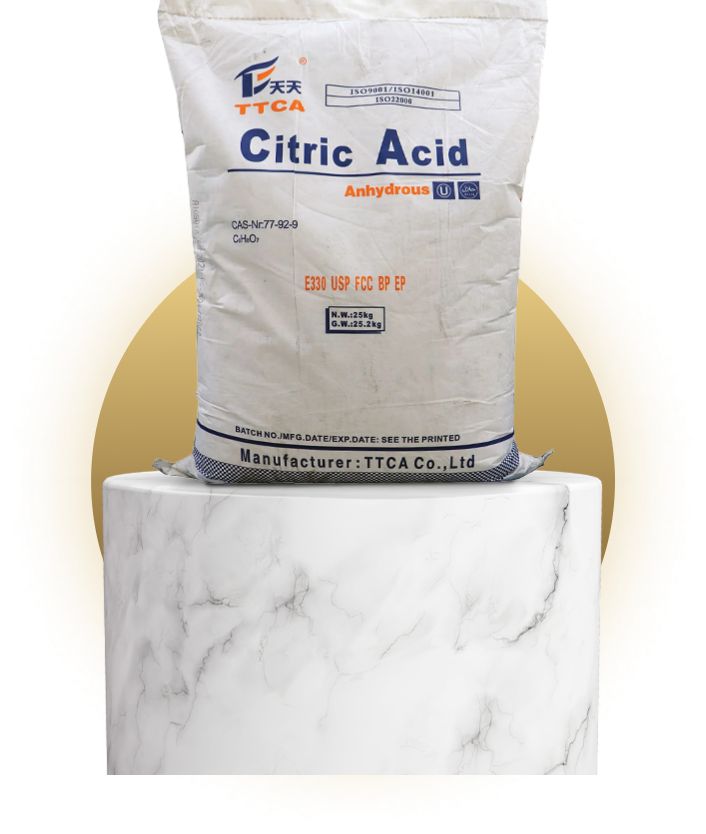 天天 ®
TTCA
ISO9001/ISO14001
ISO22000
Citric Acid
Anhydrous U حلال
CAS-Nr:77-92-9
C₆H₈O₇
E330 USP FCC BP EP
N.W.:25kg
G.W.:25.2kg
BATCH NO./MFG.DATE/EXP.DATE: SEE THE PRINTED
Manufacturer:TTCA Co.,Ltd